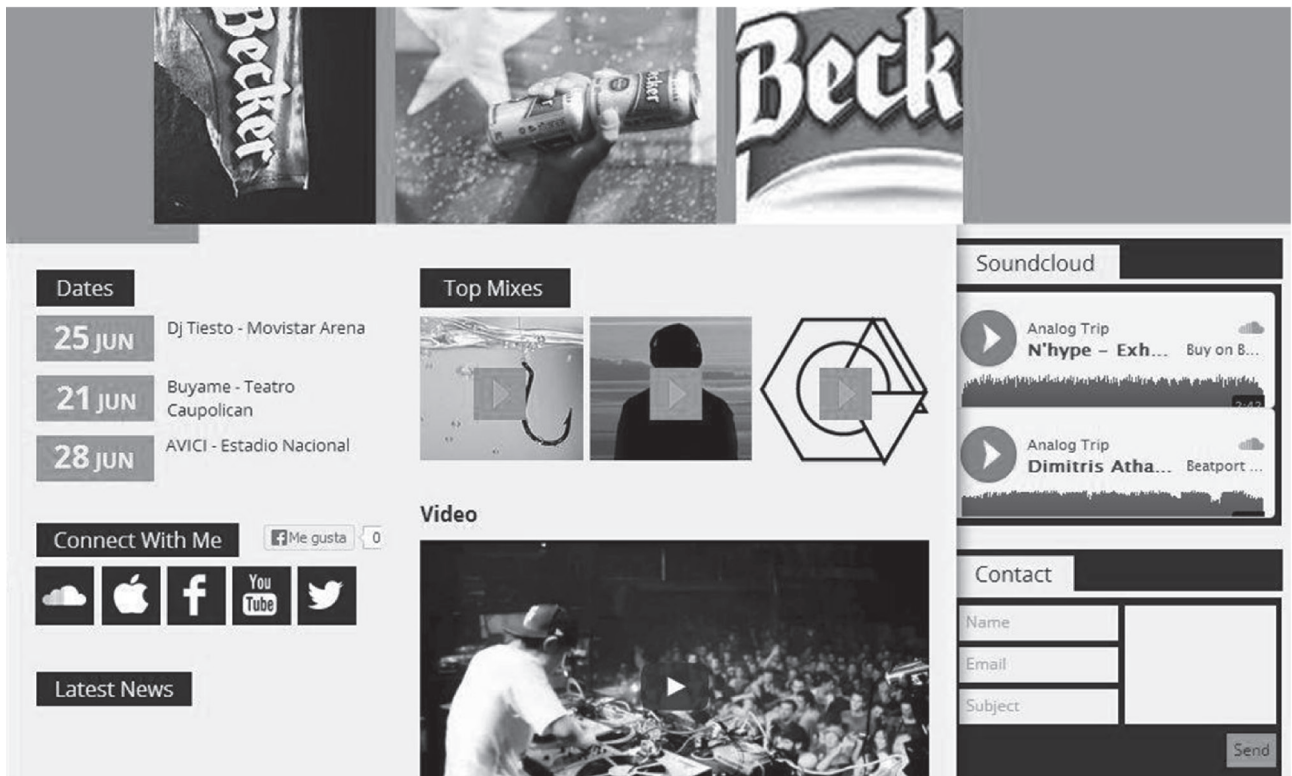 Becker
cker
Beck
Dates
25 JUN
Dj Tiesto - Movistar Arena
21 JUN
Buyame - Teatro
Caupolican
28 JUN
AVICI - Estadio Nacional
Connect With Me
Me gusta
0
You
Tube
Latest News
Top Mixes
Video
Soundcloud
Analog Trip
N'hype – Exh... Buy on B...
Analog Trip
Dimitris Atha... Beatport ...
Contact
Name
Email
Subject
Send